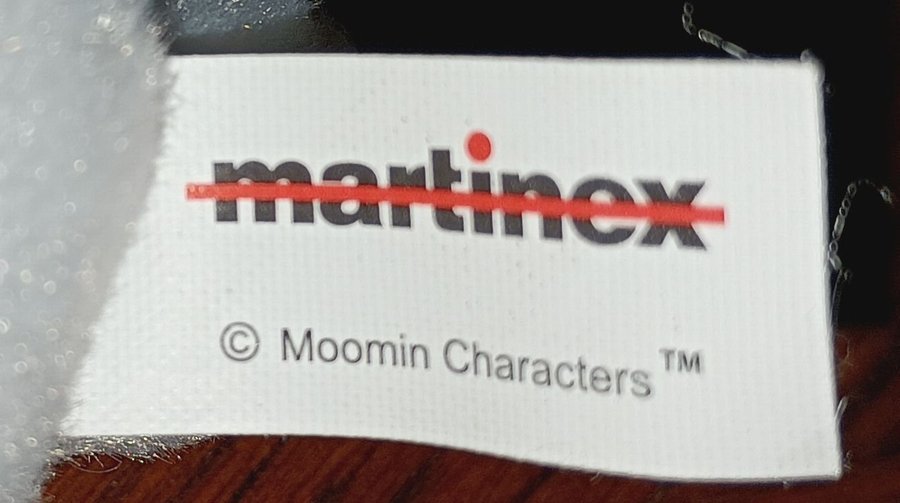 martinex
© Moomin Characters ™